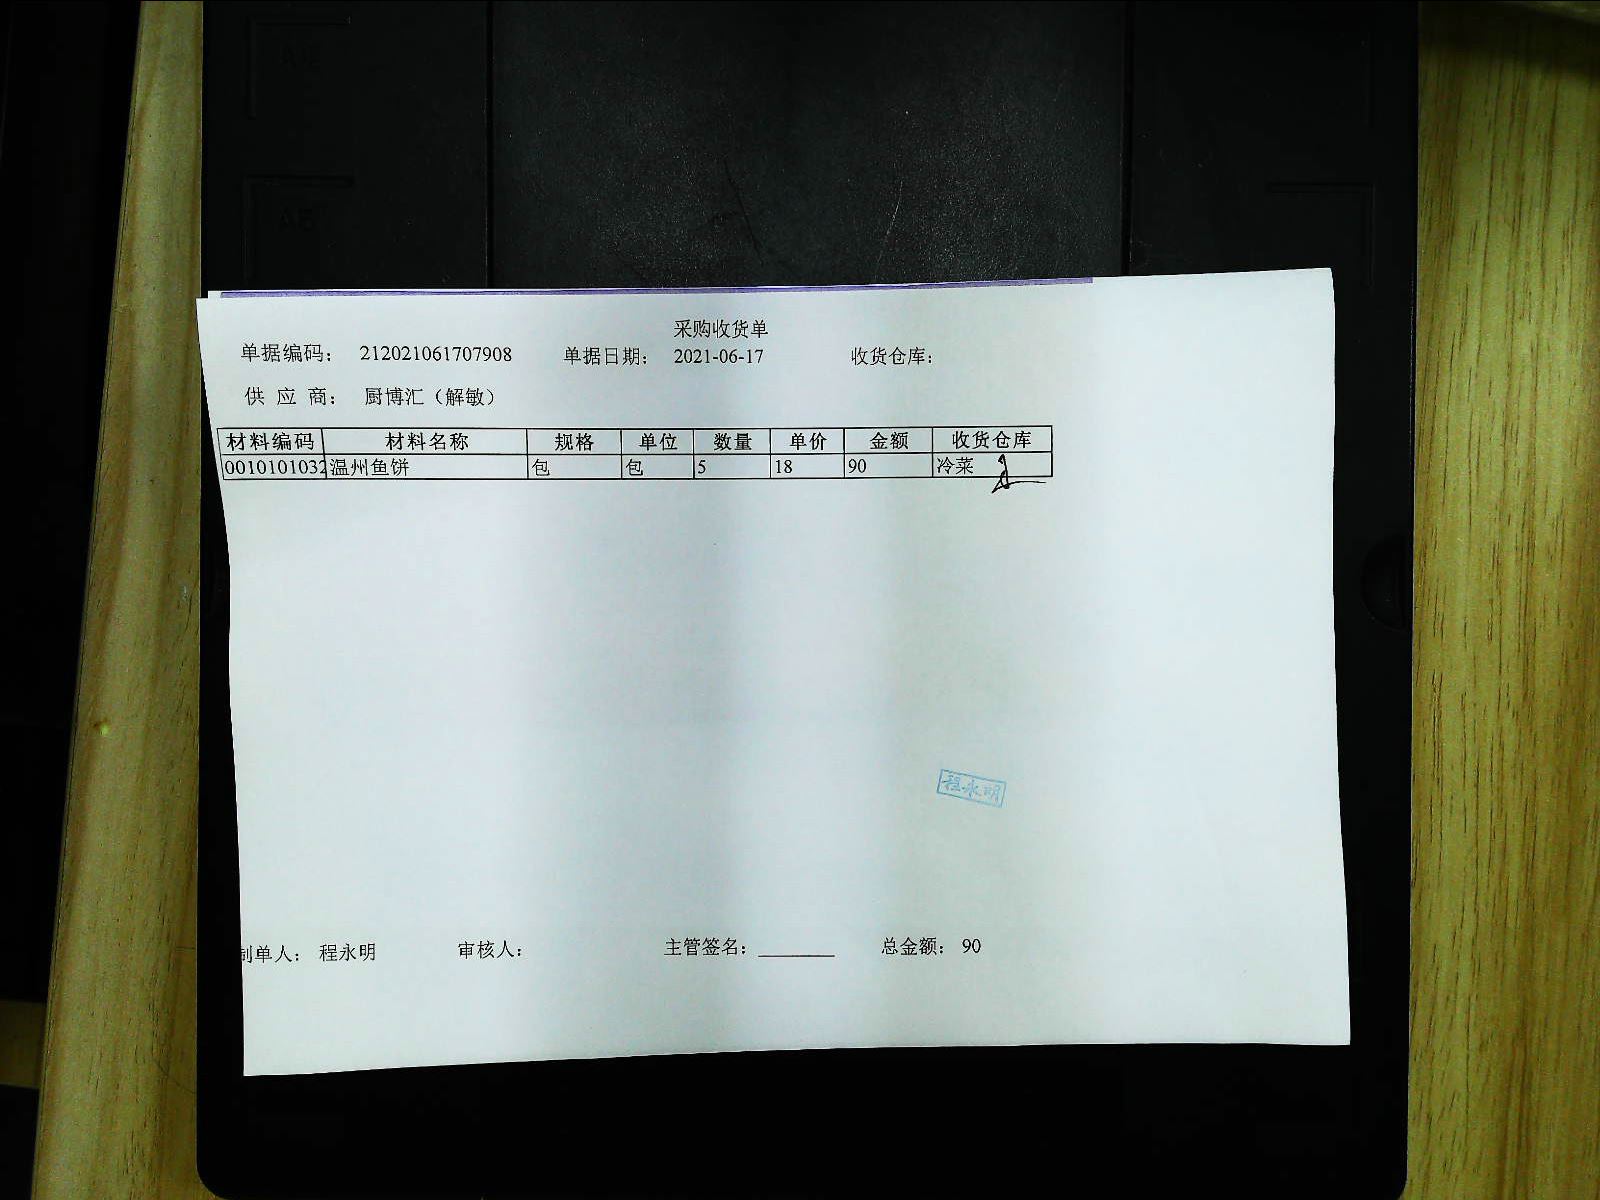 采购收货单
单据编码： 212021061707908 单据日期： 2021-06-17 收货仓库：
供 应 商： 厨博汇（解敏）
材料编码 材料名称 规格 单位 数量 单价 金额 收货仓库
0010101032 温州鱼饼 包 包 5 18 90 冷菜
程永明
制单人： 程永明 审核人： 主管签名： 总金额： 90